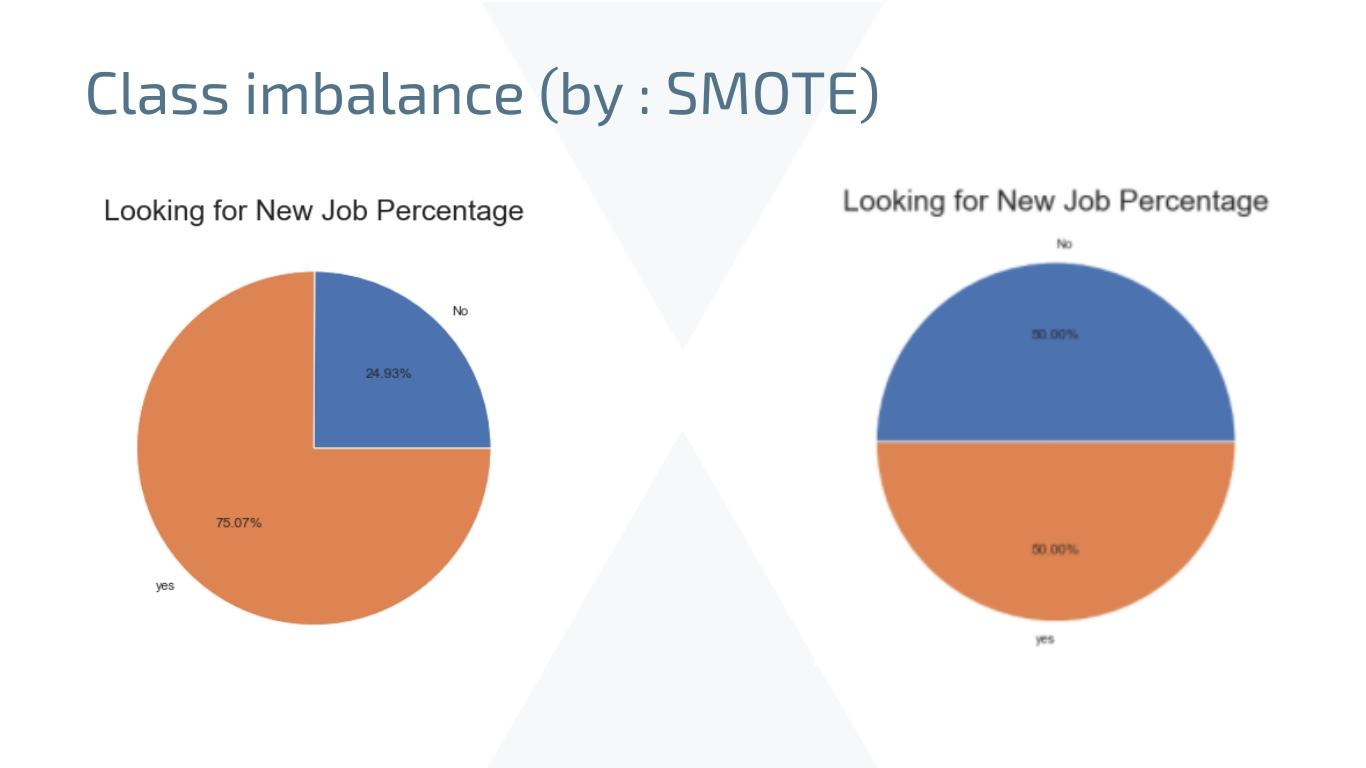 Class imbalance (by : SMOTE)
Looking for New Job Percentage
No
24.93%
75.07%
yes
Looking for New Job Percentage
No
50.00%
50.00%
yes